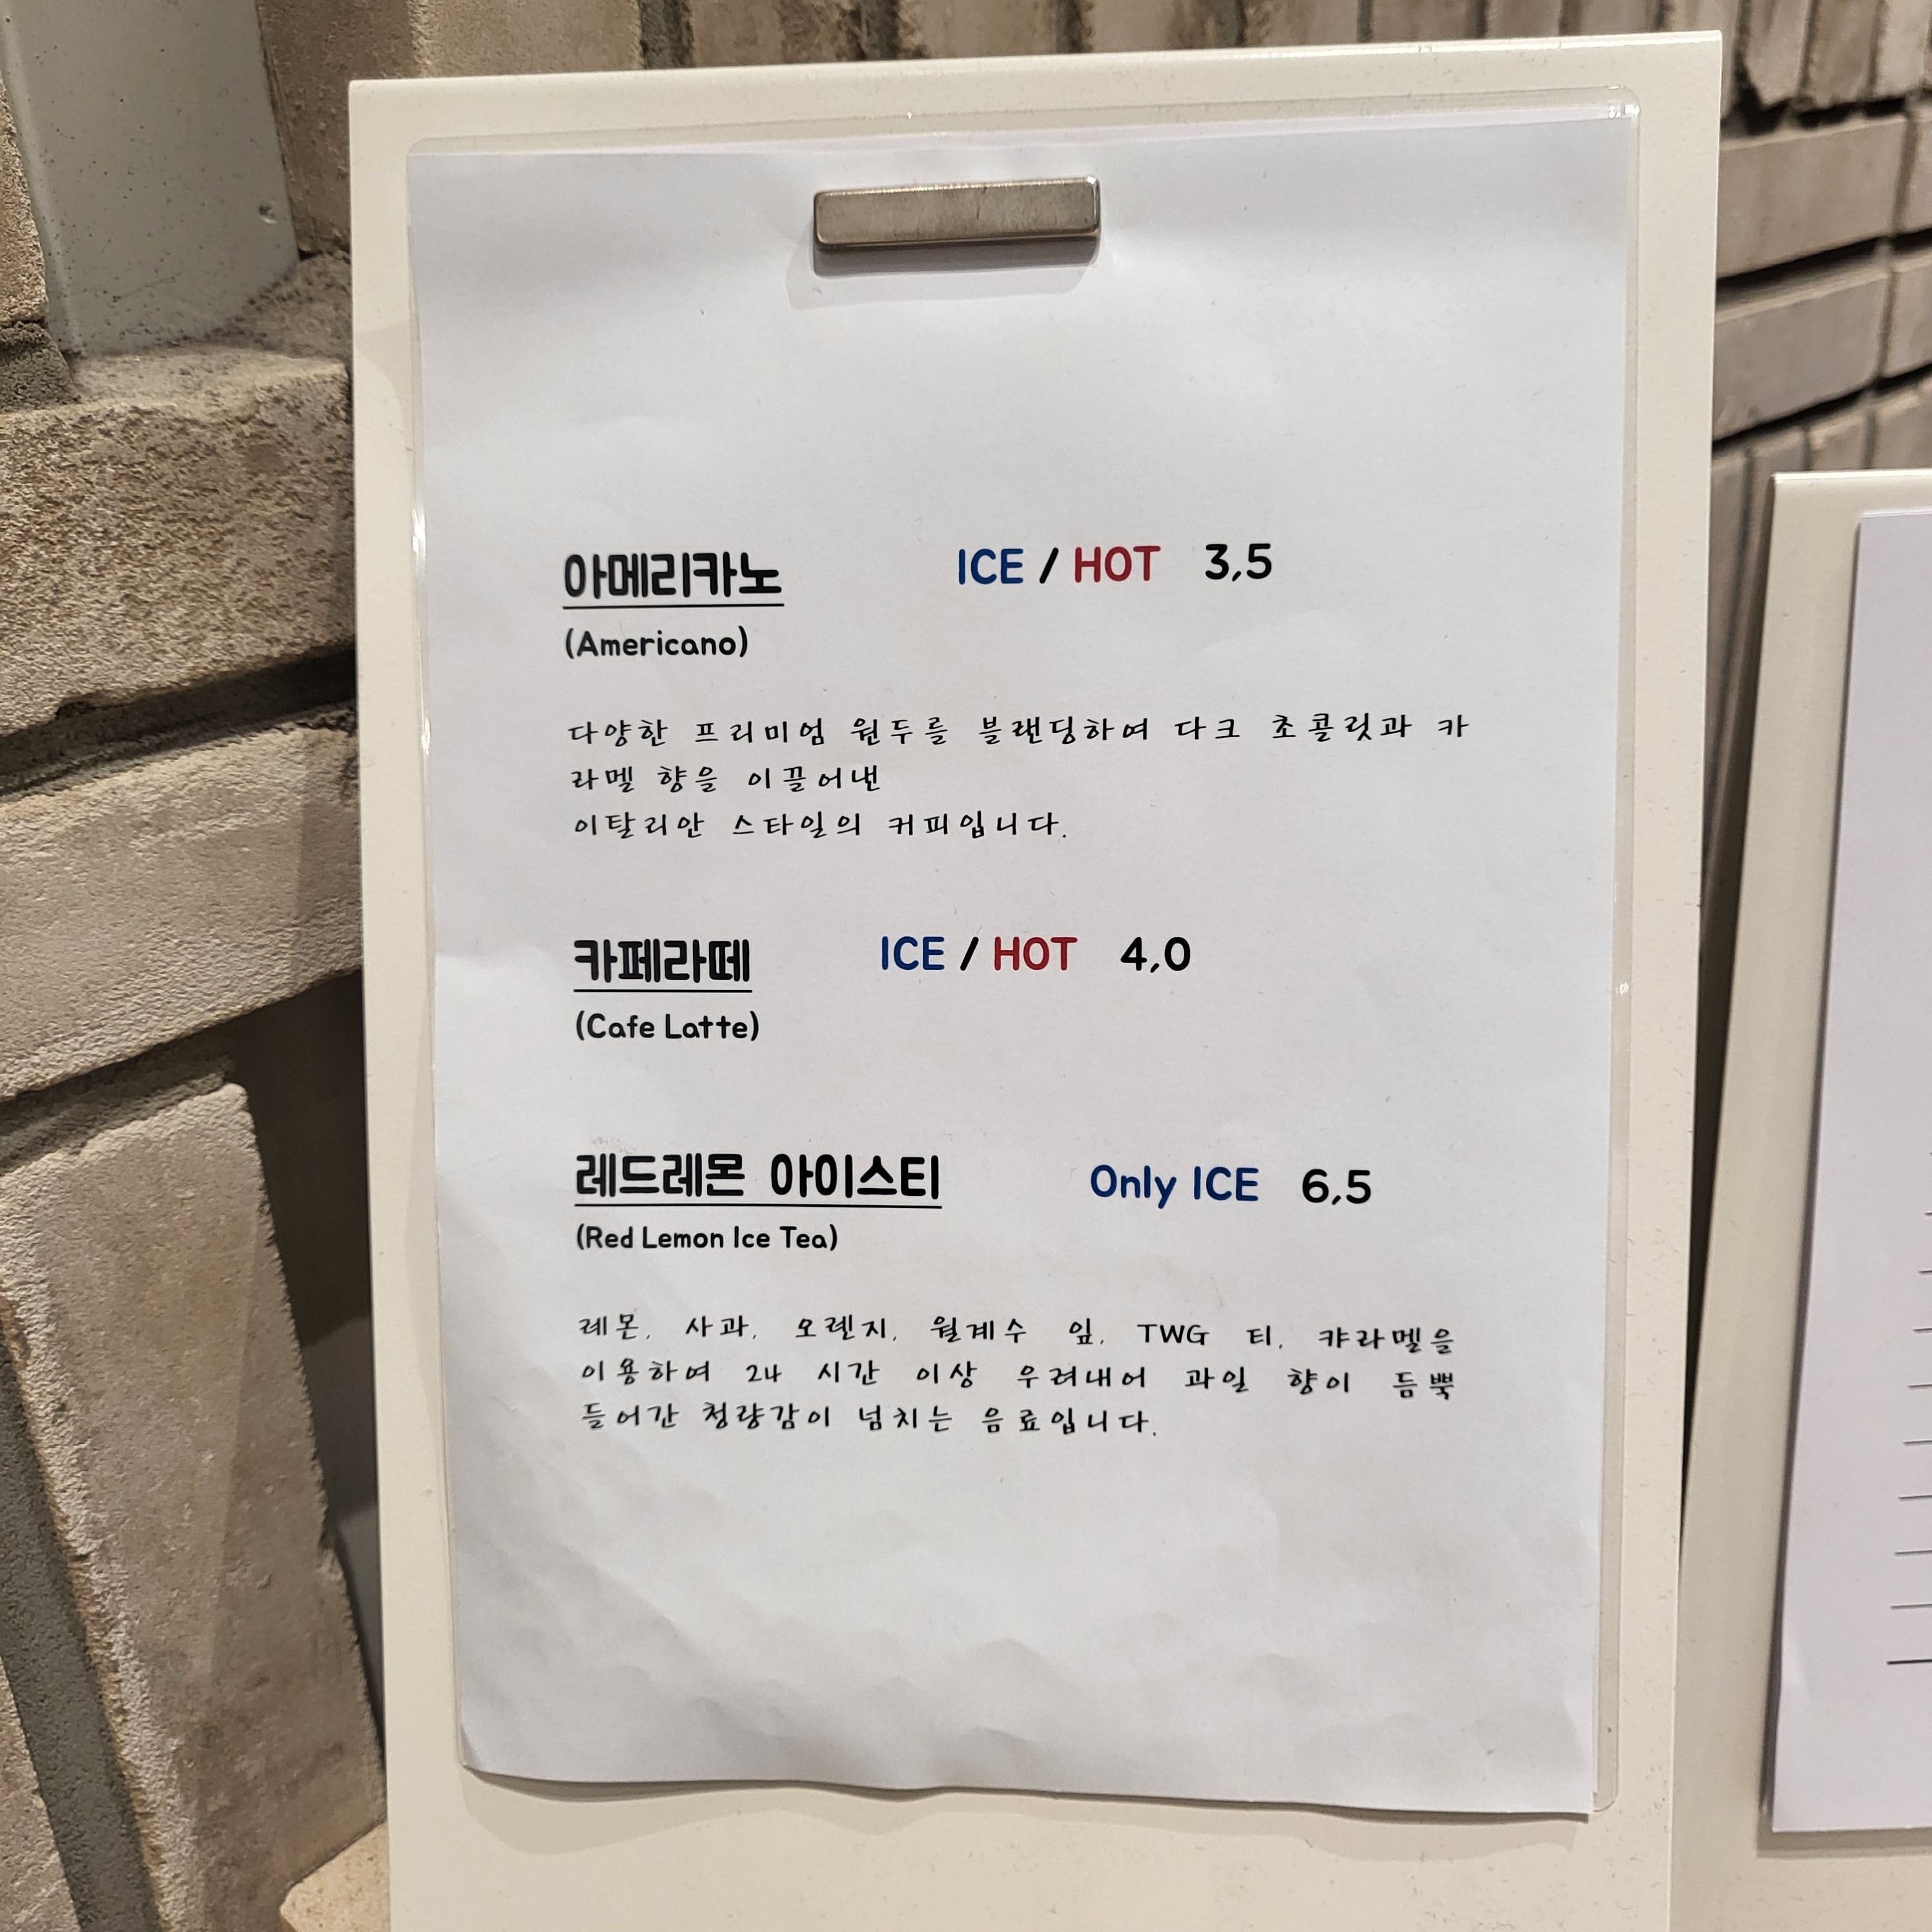 아메리카노 ICE / HOT 3,5
(Americano)
다양한 프리미엄 원두를 블랜딩하여 다크 초콜릿과 카
라멜 향을 이끌어낸
이탈리안 스타일의 커피입니다.
카페라떼 ICE / HOT 4,0
(Cafe Latte)
레드레몬 아이스티 Only ICE 6,5
(Red Lemon Ice Tea)
레몬, 사과, 오렌지, 월계수 잎, TWG 티, 캬라멜을
이용하여 24 시간 이상 우려내어 과일 향이 듬뿍
들어간 청량감이 넘치는 음료입니다.